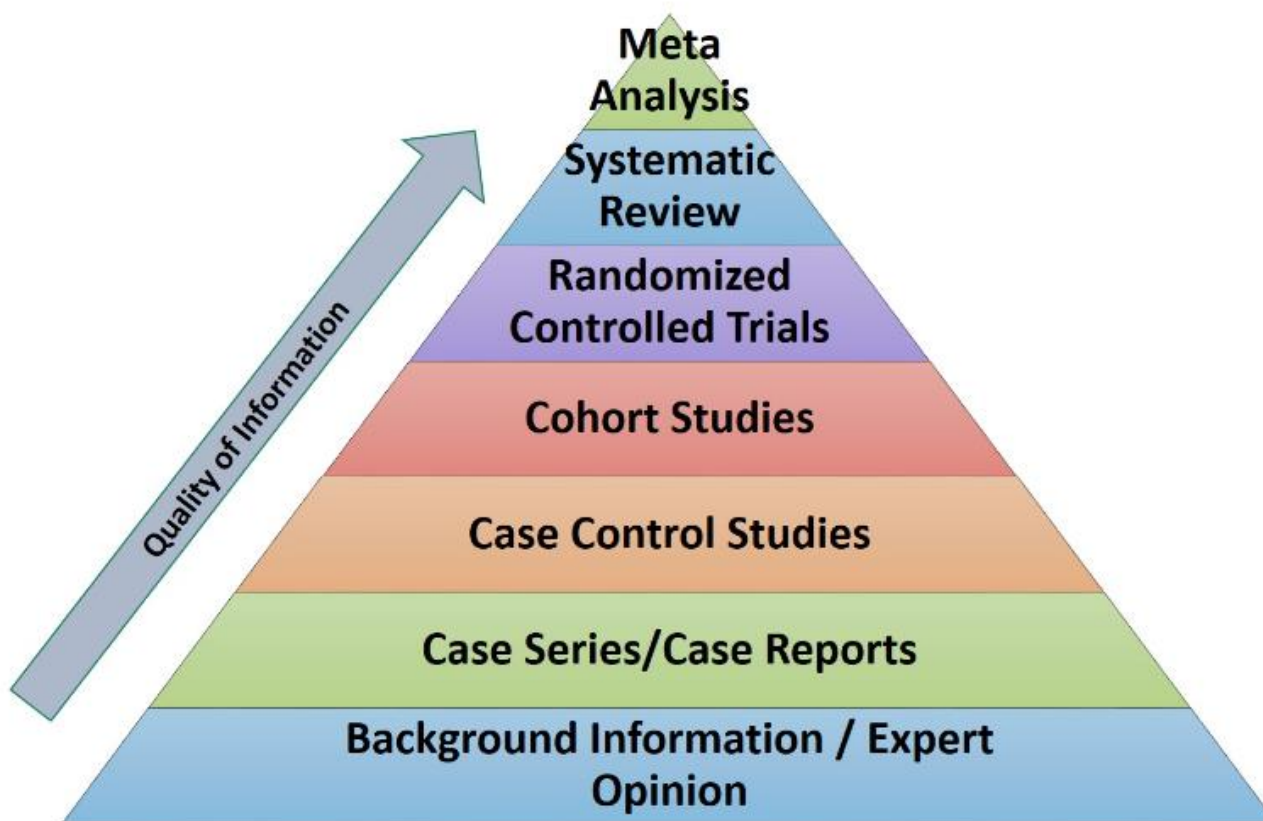 Meta
Analysis
Systematic
Review
Randomized
Controlled Trials
Cohort Studies
Case Control Studies
Case Series/Case Reports
Background Information / Expert
Opinion
Quality of Information